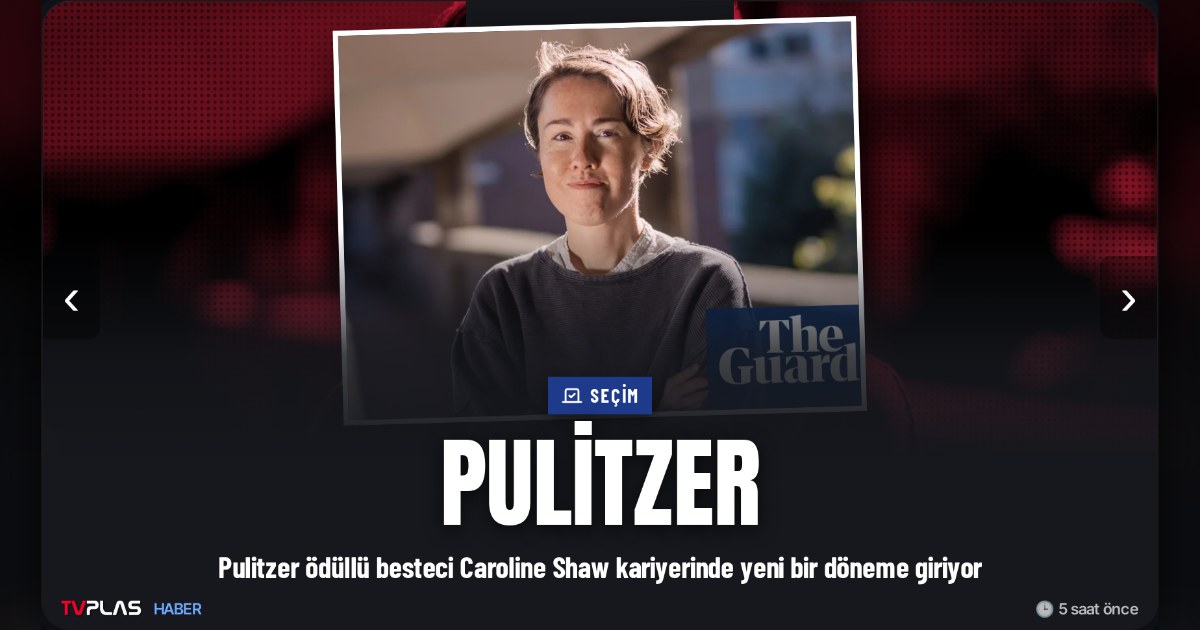 The
Guard
SEÇİM
PULİTZER
Pulitzer ödüllü besteci Caroline Shaw kariyerinde yeni bir döneme giriyor
TVPLAS HABER
5 saat önce